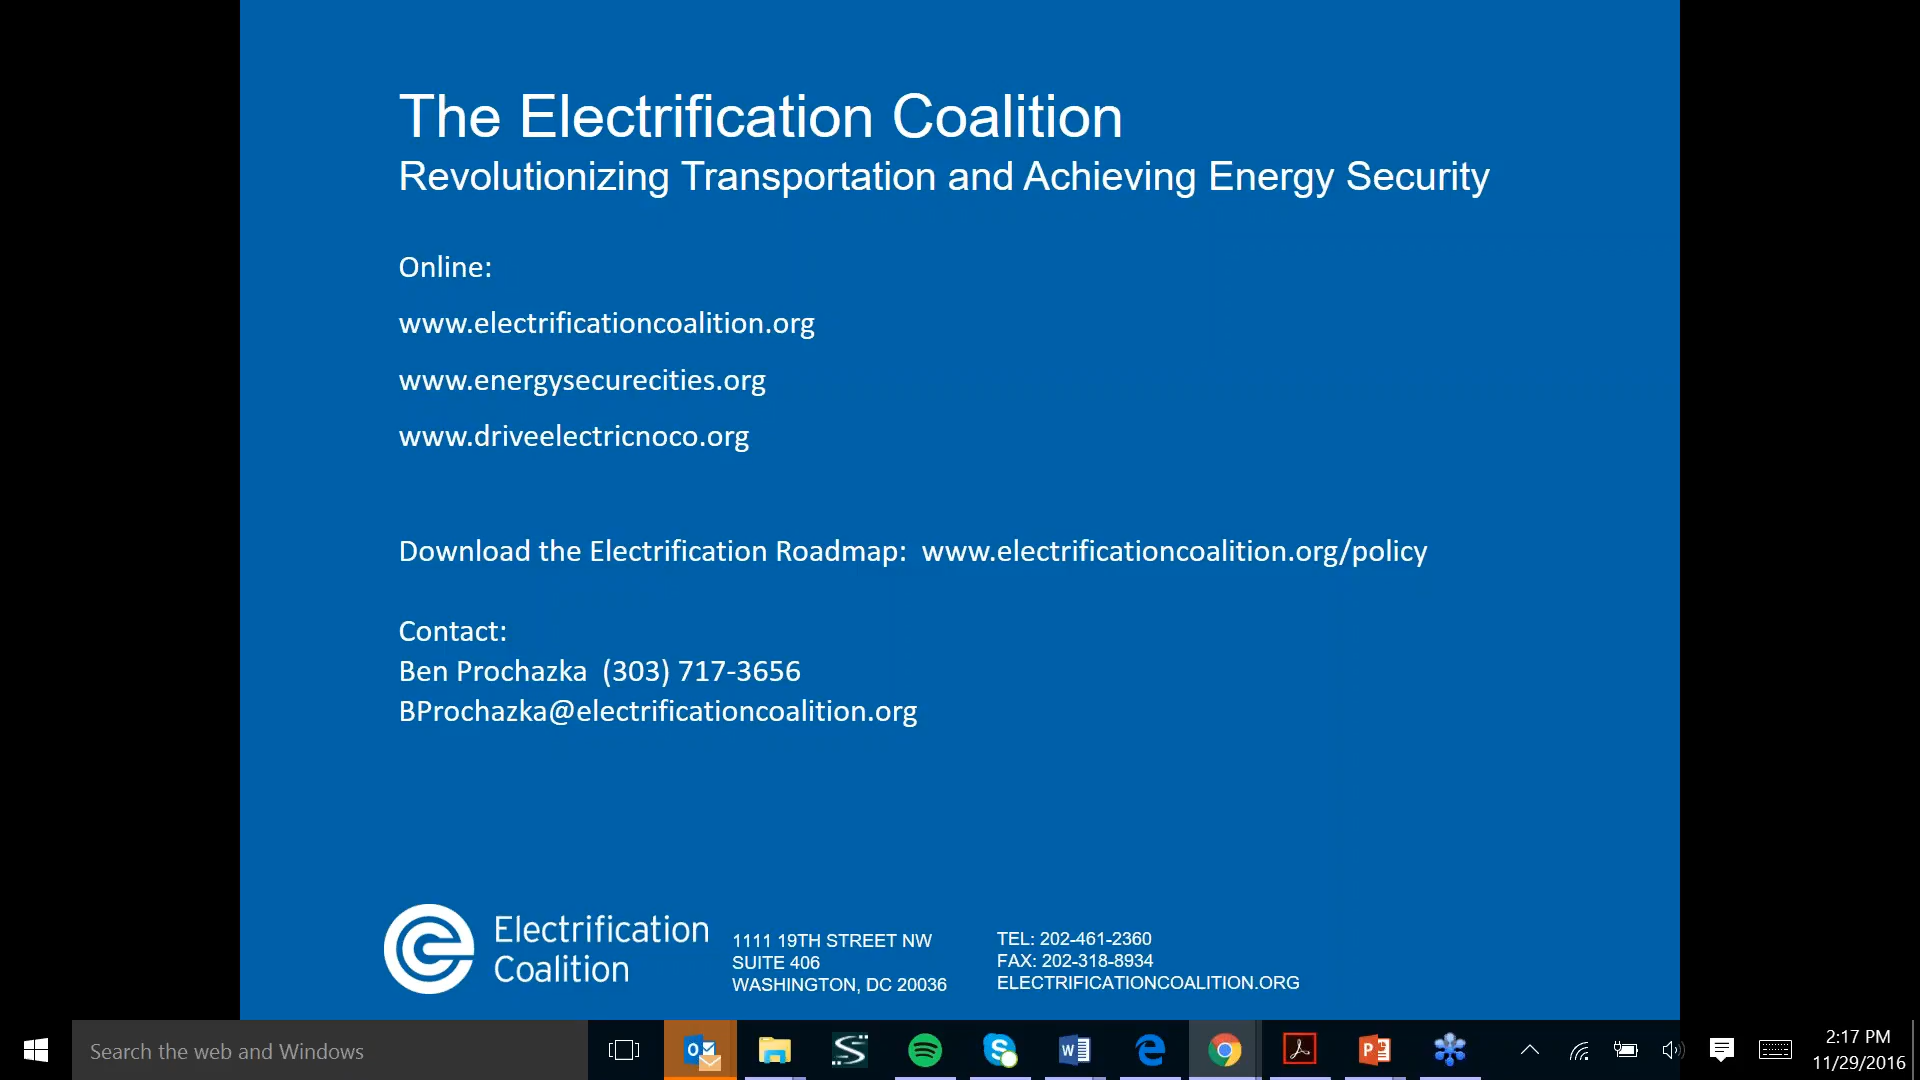 The Electrification Coalition
Revolutionizing Transportation and Achieving Energy Security
Online:
www.electrificationcoalition.org
www.energysecurecities.org
www.driveelectricnoco.org
Download the Electrification Roadmap:  www.electrificationcoalition.org/policy
Contact:
Ben Prochazka  (303) 717-3656
BProchazka@electrificationcoalition.org
Electrification
Coalition
1111 19TH STREET NW
SUITE 406
WASHINGTON, DC 20036
TEL: 202-461-2360
FAX: 202-318-8934
ELECTRIFICATIONCOALITION.ORG
Search the web and Windows
2:17 PM
11/29/2016